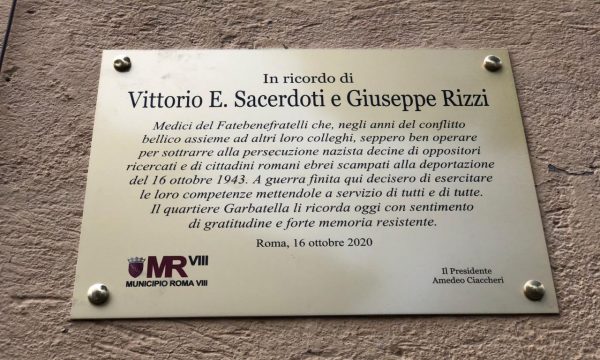 In ricordo di
Vittorio E. Sacerdoti e Giuseppe Rizzi
Medici del Fatebenefratelli che, negli anni del conflitto
bellico assieme ad altri loro colleghi, seppero ben operare
per sottrarre alla persecuzione nazista decine di oppositori
ricercati e di cittadini romani ebrei scampati alla deportazione
del 16 ottobre 1943. A guerra finita qui decisero di esercitare
le loro competenze mettendole a servizio di tutti e di tutte.
Il quartiere Garbatella li ricorda oggi con sentimento
di gratitudine e forte memoria resistente.
Roma, 16 ottobre 2020
MR VIII
MUNICIPIO ROMA VIII
Il Presidente
Amedeo Ciaccheri